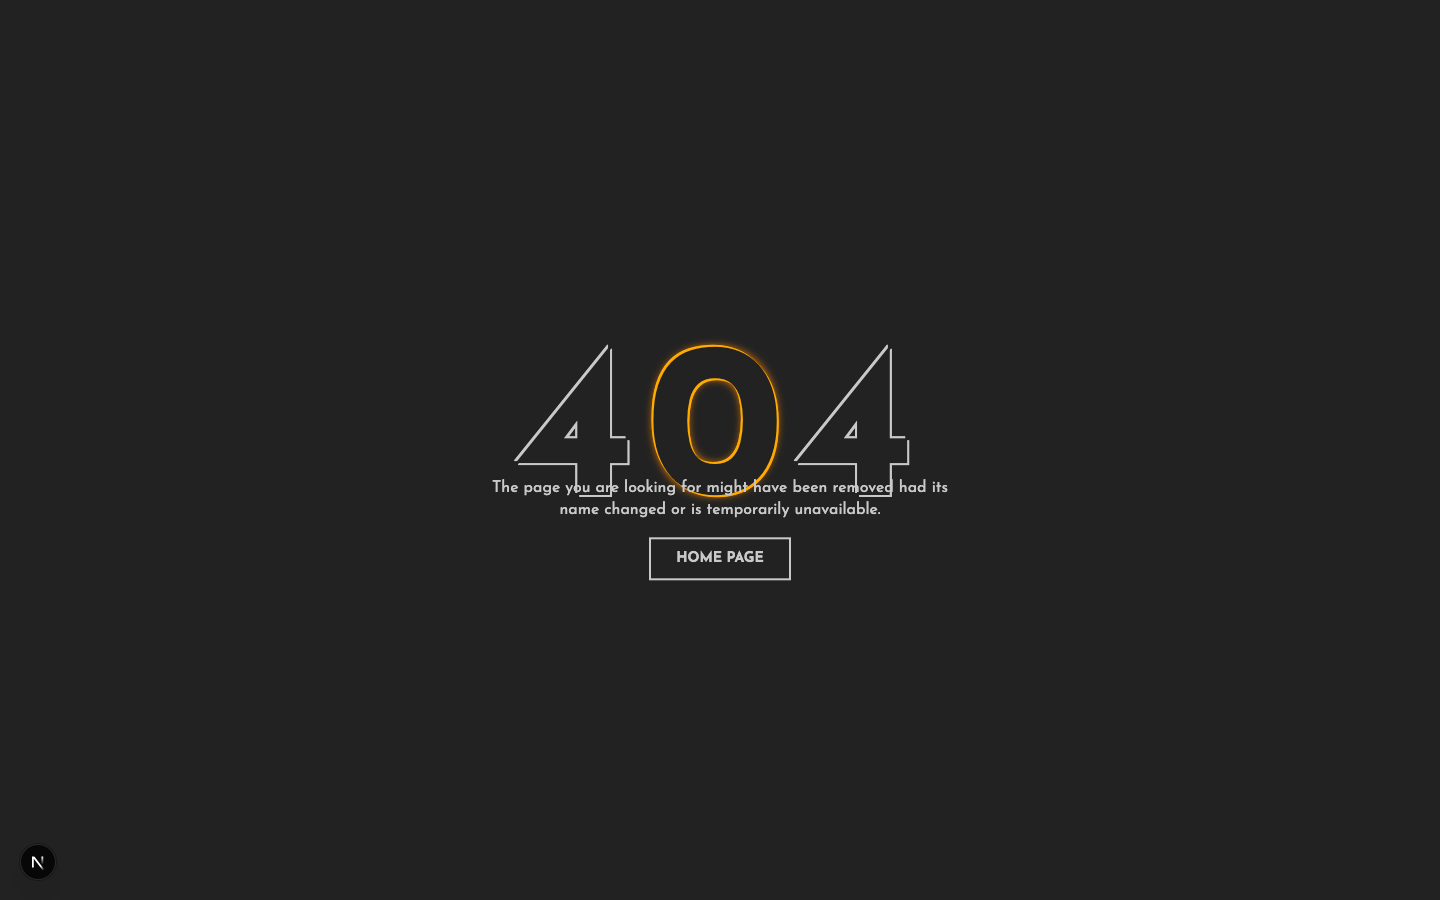 404
The page you are looking for might have been removed had its
name changed or is temporarily unavailable.
HOME PAGE
N